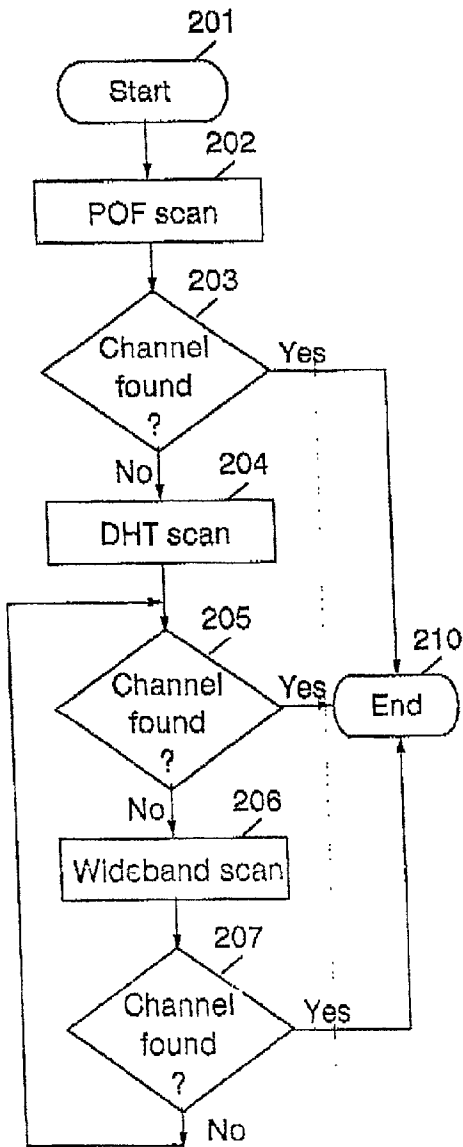 201
Start
202
POF scan
203
Channel
found
?
Yes
No
204
DHT scan
205
Channel
found
?
Yes
210
End
No
206
Wideband scan
207
Channel
found
?
Yes
No